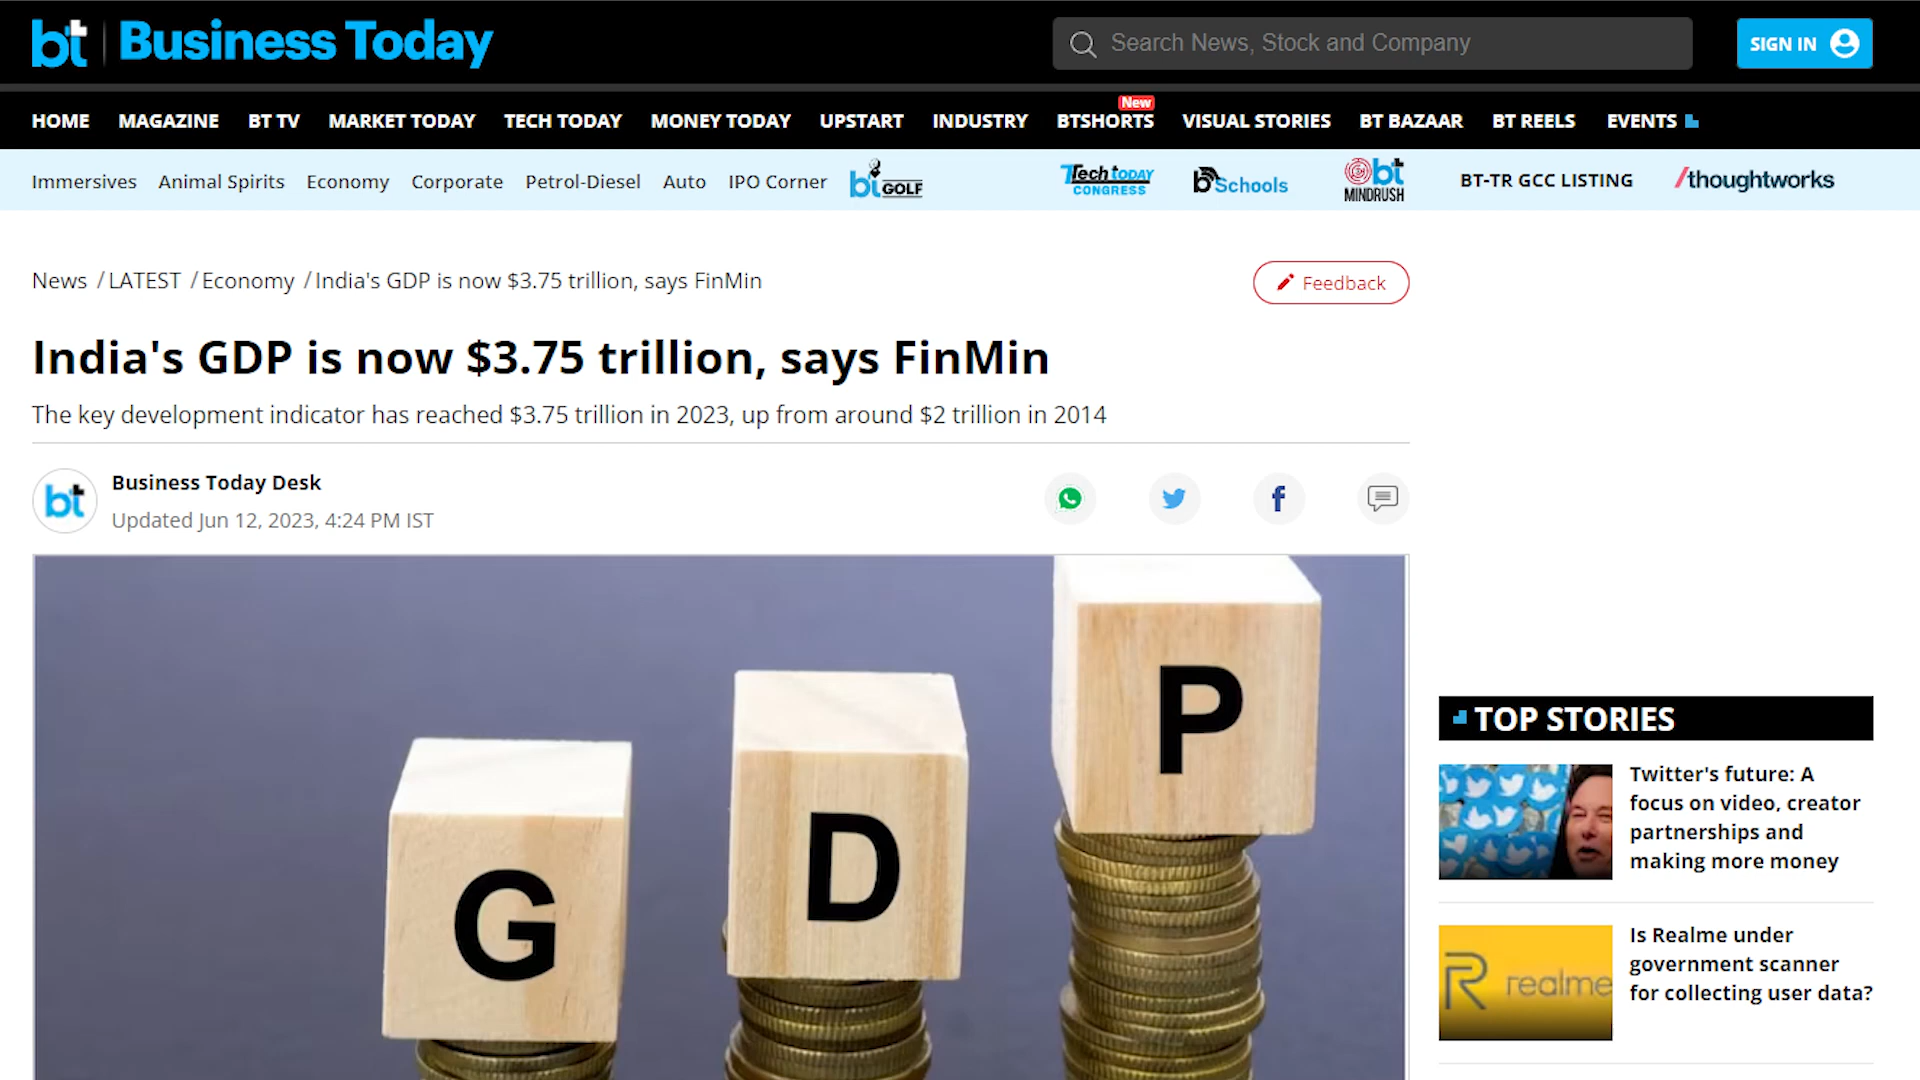 bt Business Today
Search News, Stock and Company
SIGN IN
New
HOME MAGAZINE BT TV MARKET TODAY TECH TODAY MONEY TODAY UPSTART INDUSTRY BTSHORTS VISUAL STORIES BT BAZAAR BT REELS EVENTS
Immersives Animal Spirits Economy Corporate Petrol-Diesel Auto IPO Corner bt GOLF Tech TODAY CONGRESS b Schools bt MINDRUSH BT-TR GCC LISTING /thoughtworks
News /LATEST /Economy /India's GDP is now $3.75 trillion, says FinMin
Feedback
India's GDP is now $3.75 trillion, says FinMin
The key development indicator has reached $3.75 trillion in 2023, up from around $2 trillion in 2014
bt
Business Today Desk
Updated Jun 12, 2023, 4:24 PM IST
G D P
TOP STORIES
Twitter's future: A
focus on video, creator
partnerships and
making more money
realme
Is Realme under
government scanner
for collecting user data?